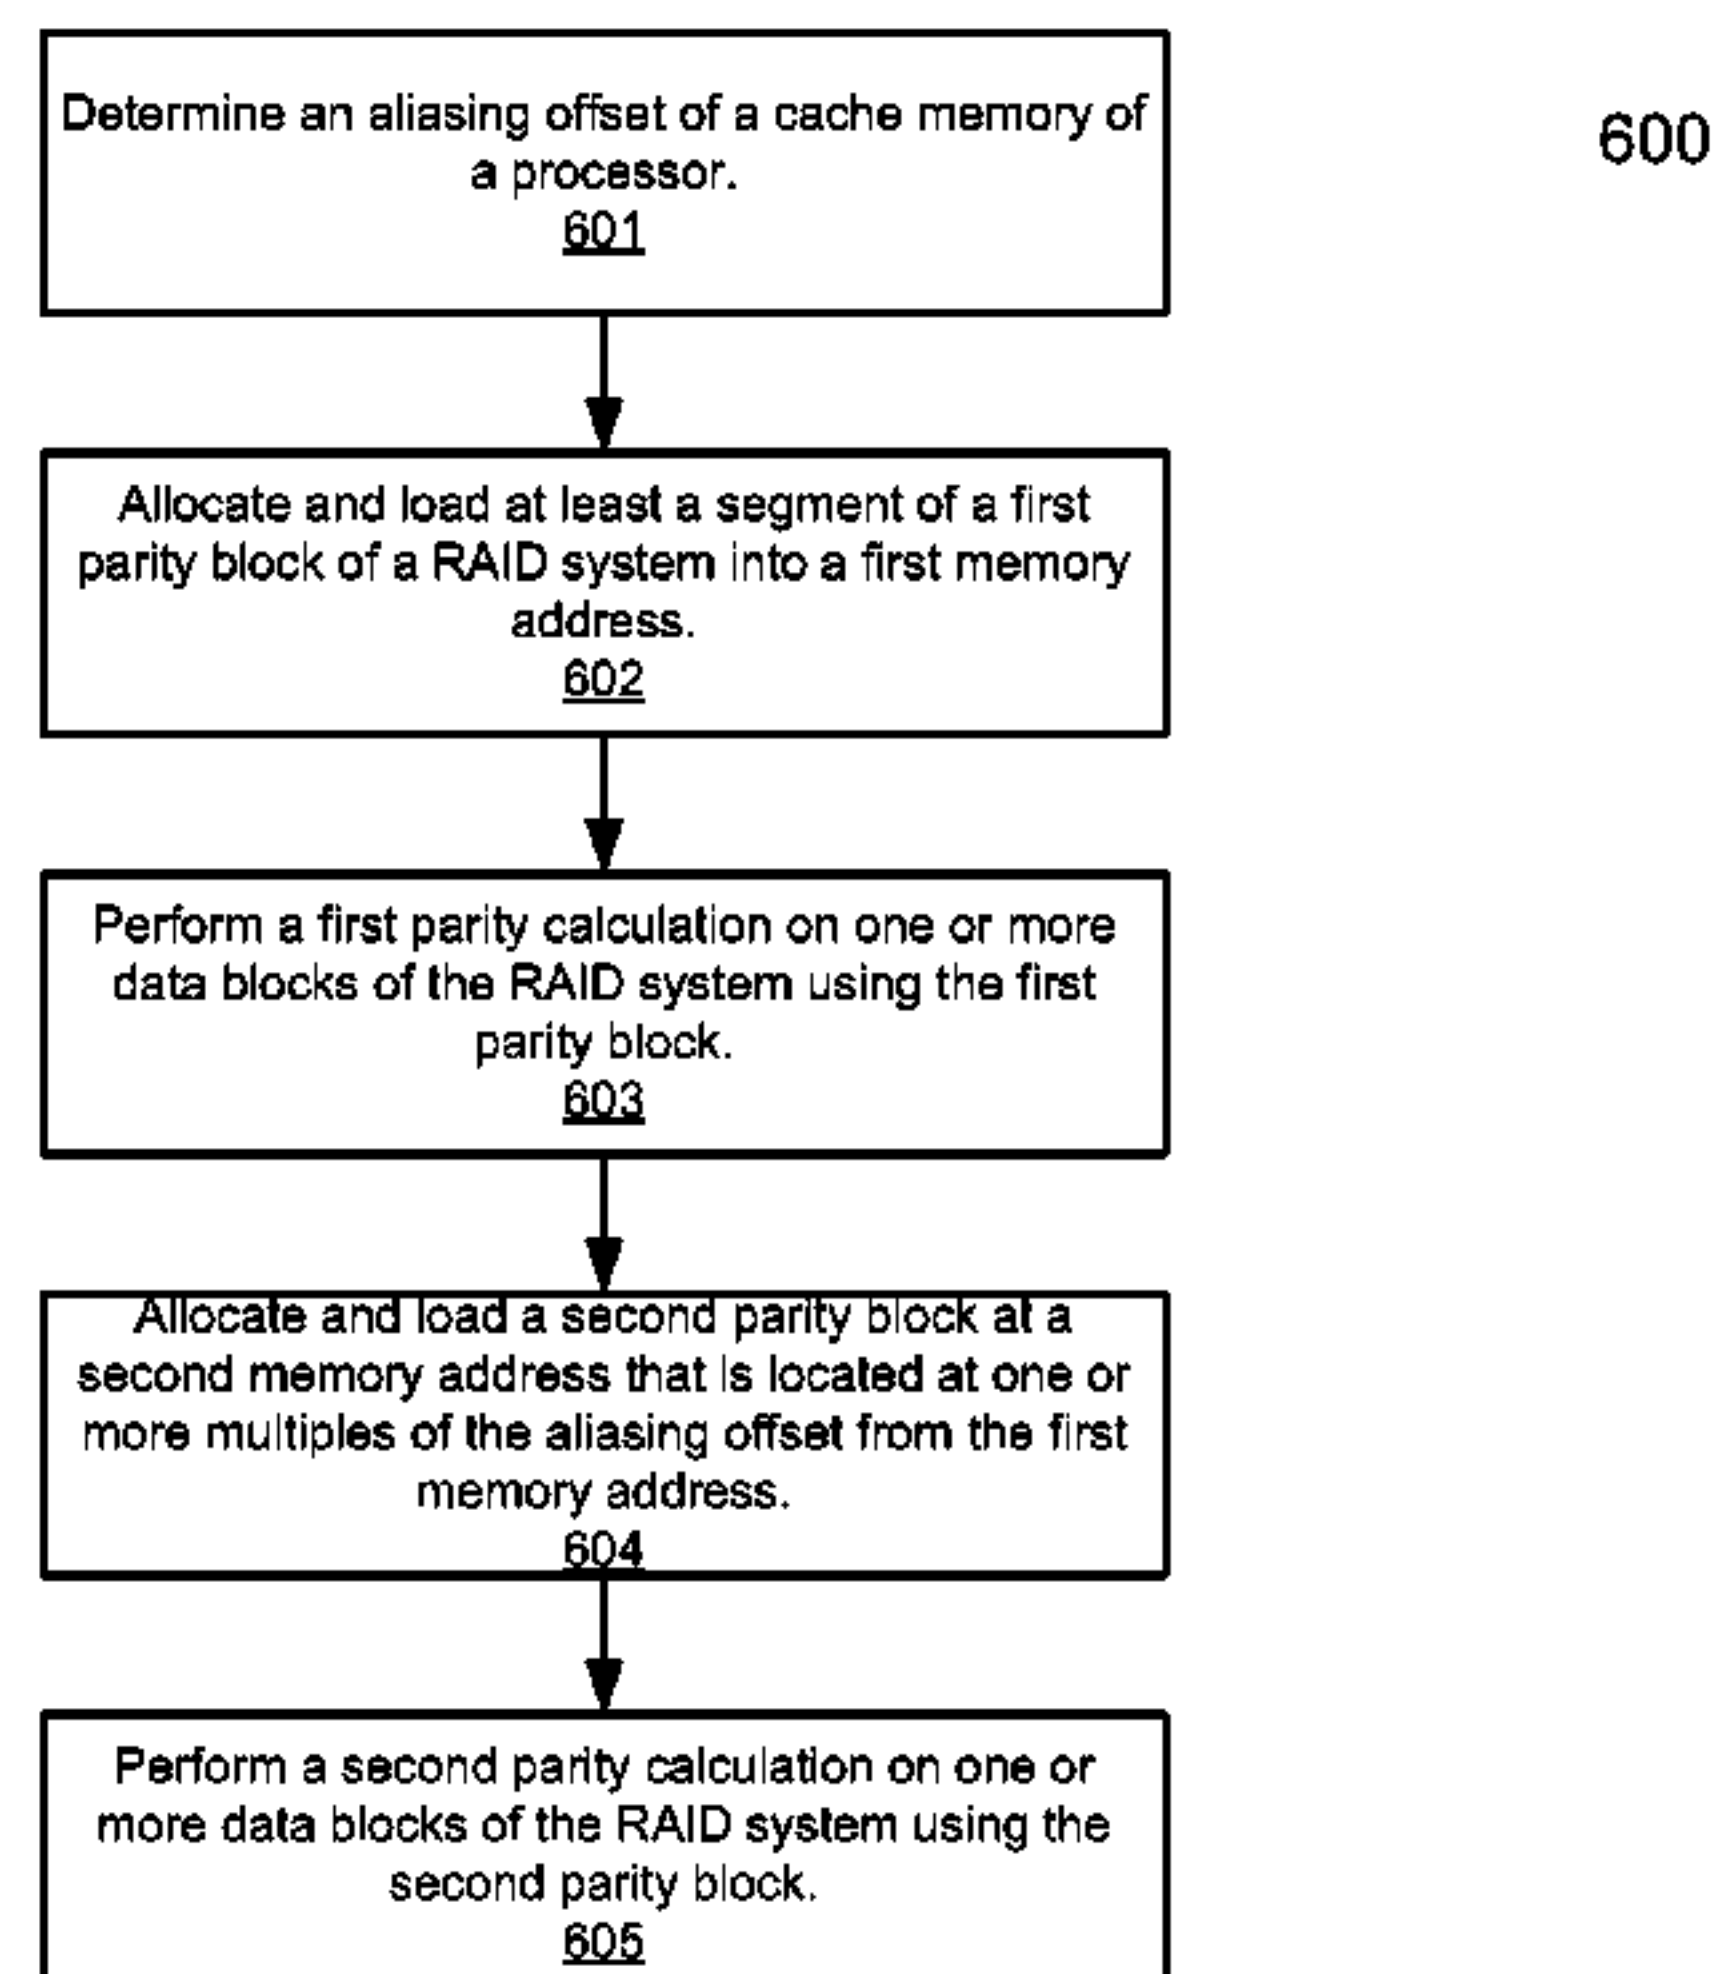 Determine an aliasing offset of a cache memory of
a processor.
601
600
Allocate and load at least a segment of a first
parity block of a RAID system into a first memory
address.
602
Perform a first parity calculation on one or more
data blocks of the RAID system using the first
parity block.
603
Allocate and load a second parity block at a
second memory address that is located at one or
more multiples of the aliasing offset from the first
memory address.
604
Perform a second parity calculation on one or
more data blocks of the RAID system using the
second parity block.
605